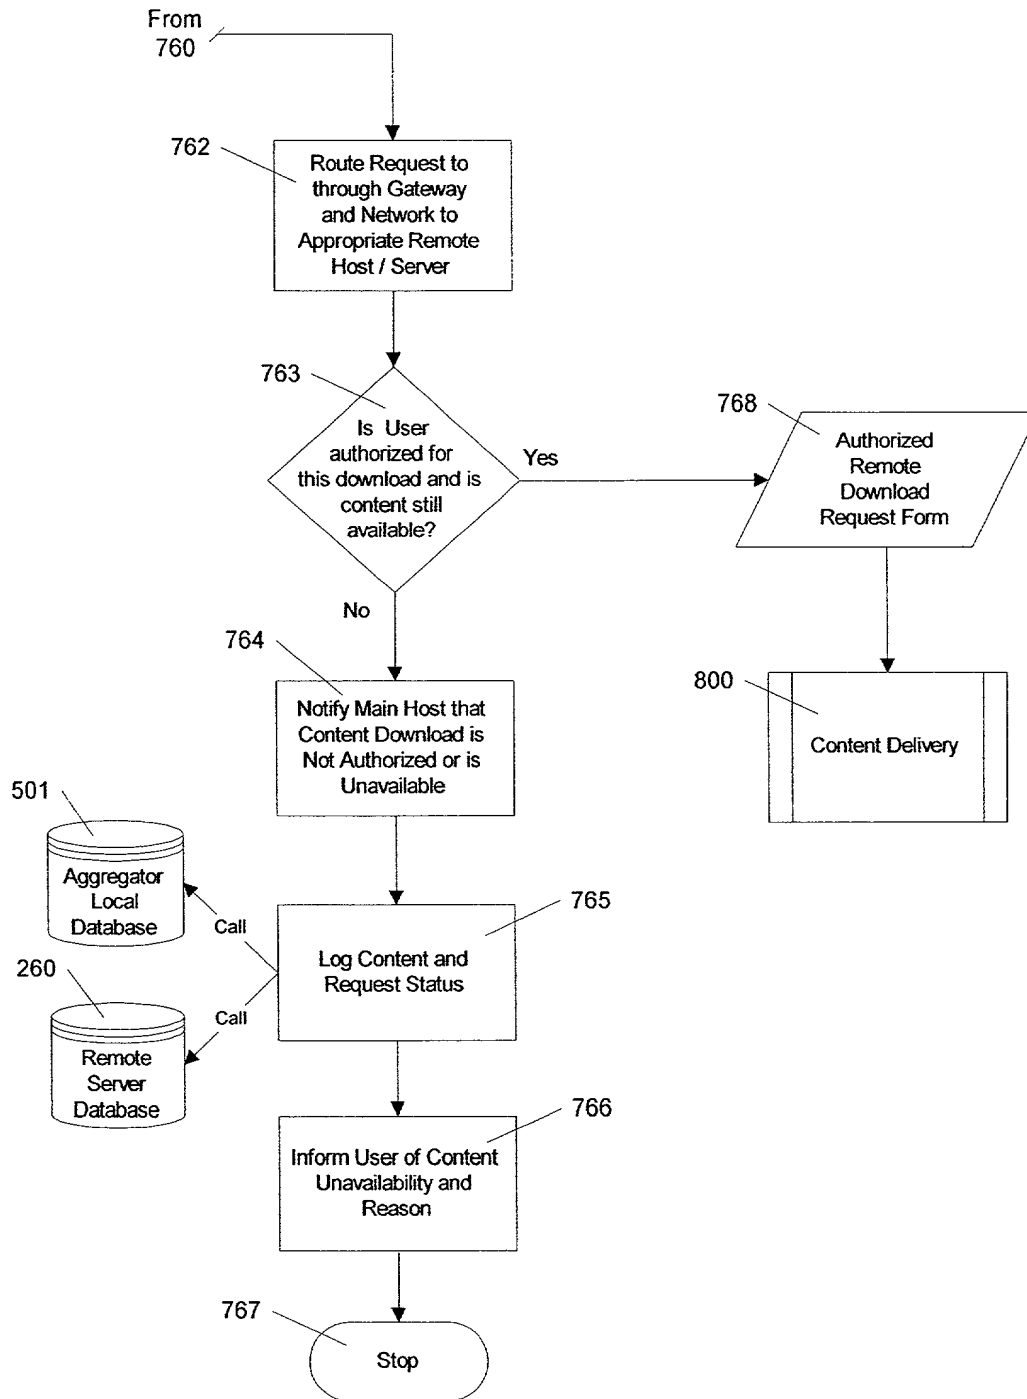 From
760
762
Route Request to
through Gateway
and Network to
Appropriate Remote
Host / Server
763
Is User
authorized for
this download and is
content still
available?
Yes
768
Authorized
Remote
Download
Request Form
No
764
Notify Main Host that
Content Download is
Not Authorized or is
Unavailable
800
Content Delivery
501
Aggregator
Local
Database
Call
765
Log Content and
Request Status
260
Call
Remote
Server
Database
766
Inform User of Content
Unavailability and
Reason
767
Stop